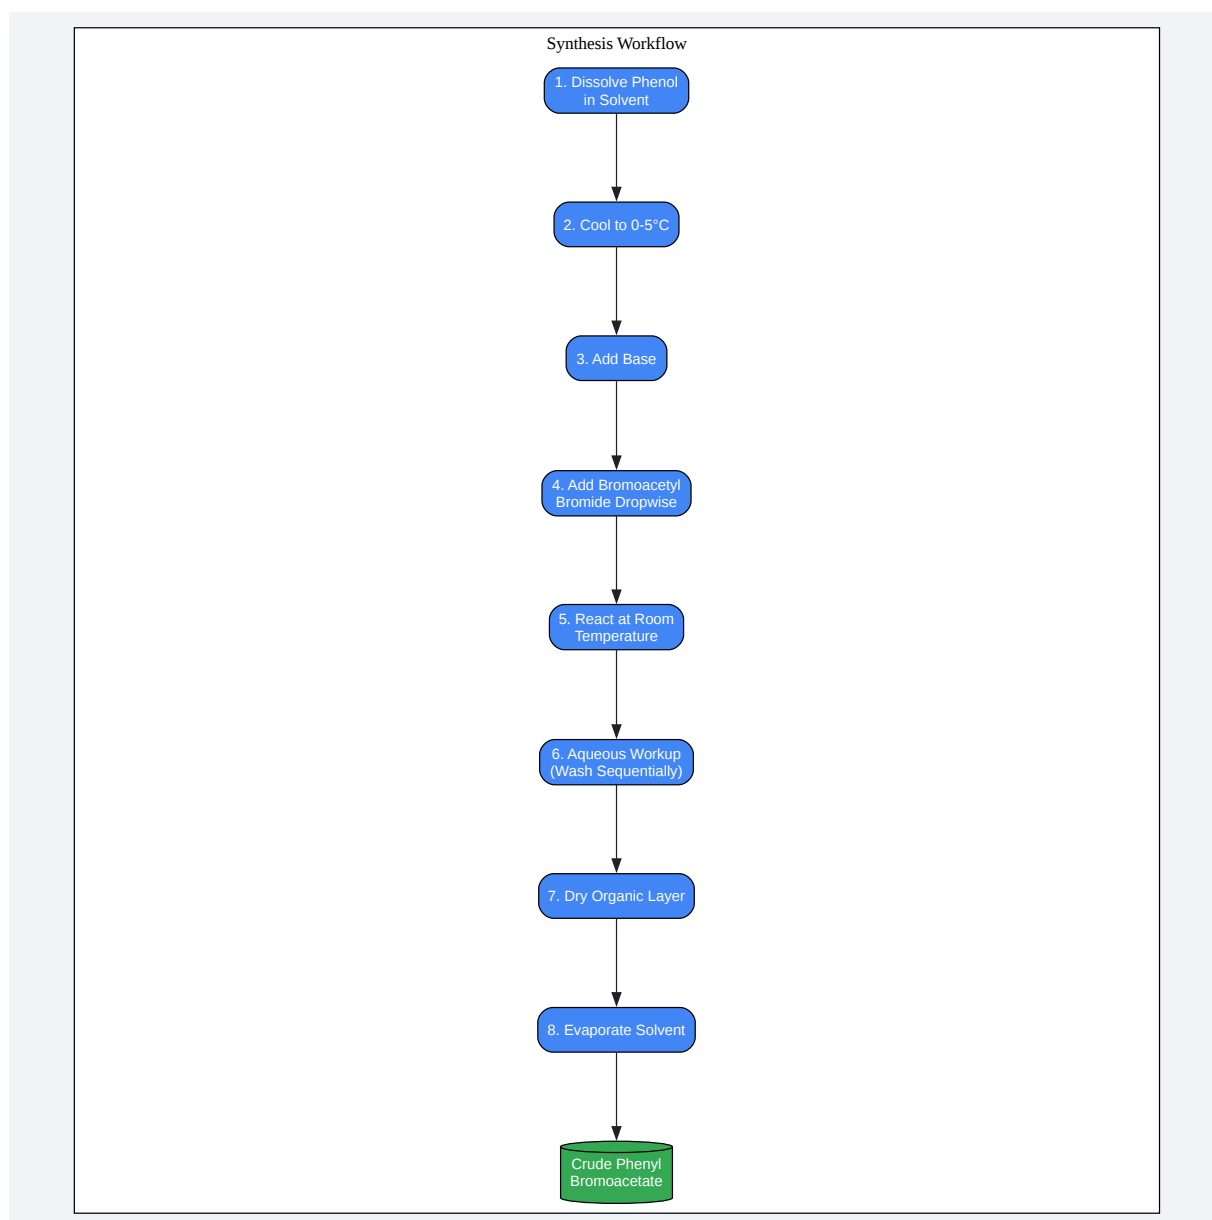 Synthesis Workflow
1. Dissolve Phenol
in Solvent
2. Cool to 0-5°C
3. Add Base
4. Add Bromoacetyl
Bromide Dropwise
5. React at Room
Temperature
6. Aqueous Workup
(Wash Sequentially)
7. Dry Organic Layer
8. Evaporate Solvent
Crude Phenyl
Bromoacetate